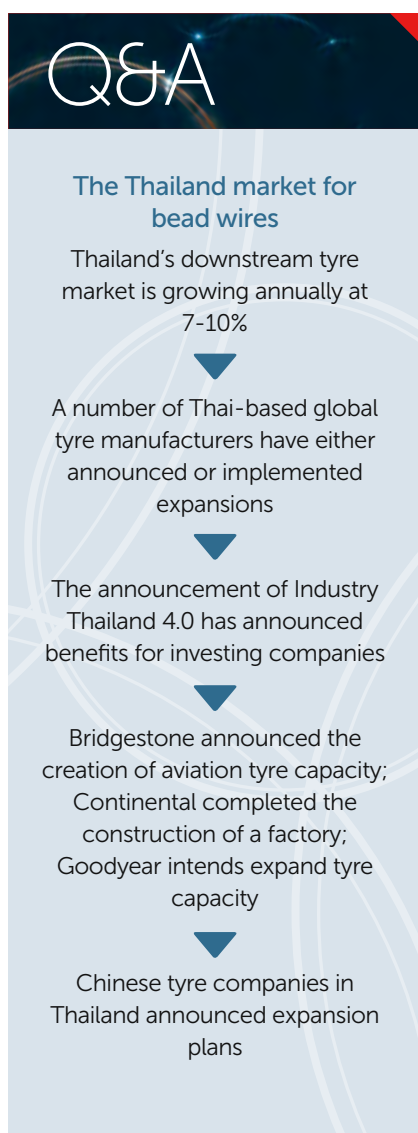 Q&A
The Thailand market for
bead wires
Thailand’s downstream tyre
market is growing annually at
7-10%
A number of Thai-based global
tyre manufacturers have either
announced or implemented
expansions
The announcement of Industry
Thailand 4.0 has announced
benefits for investing companies
Bridgestone announced the
creation of aviation tyre capacity;
Continental completed the
construction of a factory;
Goodyear intends expand tyre
capacity
Chinese tyre companies in
Thailand announced expansion
plans